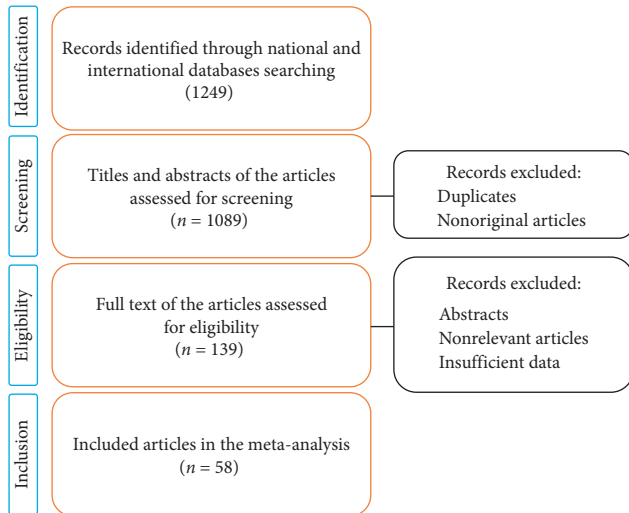 Identification
Records identified through national and
international databases searching
(1249)
Screening
Titles and abstracts of the articles
assessed for screening
(n = 1089)
Records excluded:
Duplicates
Nonoriginal articles
Eligibility
Full text of the articles assessed
for eligibility
(n = 139)
Records excluded:
Abstracts
Nonrelevant articles
Insufficient data
Inclusion
Included articles in the meta-analysis
(n = 58)